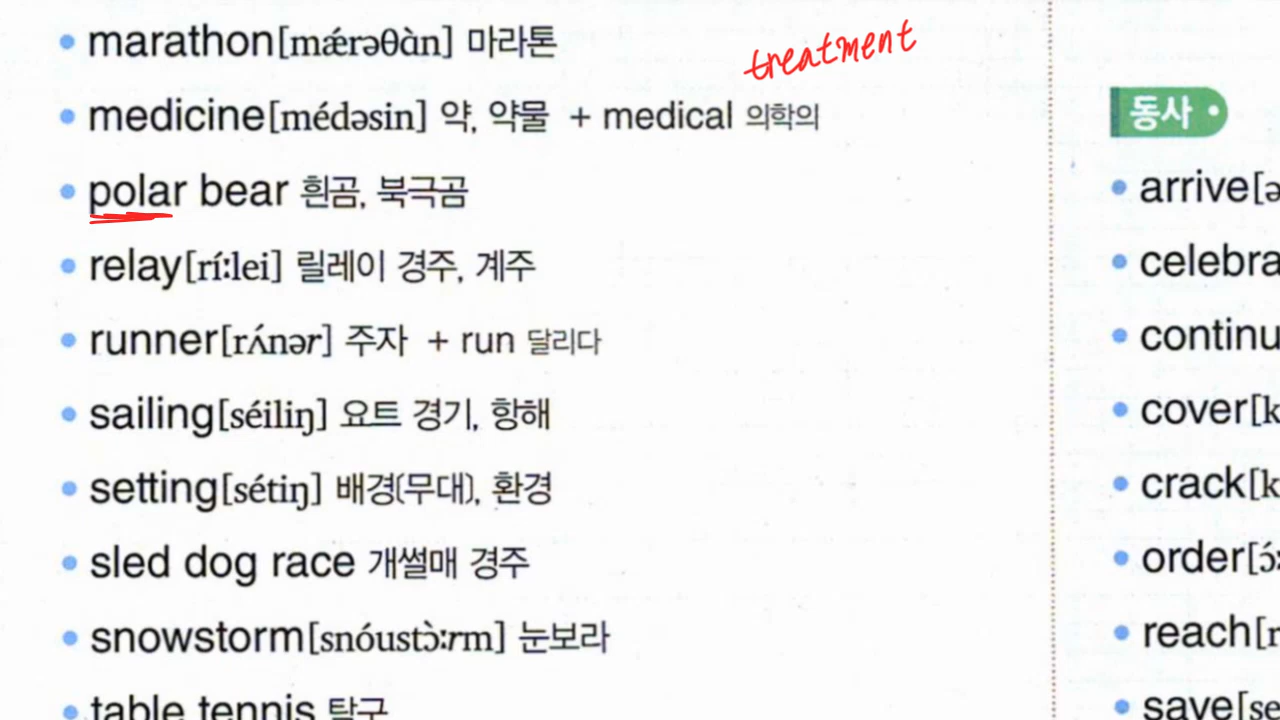 marathon[mǽrəθàn] 마라톤
treatment
medicine[médəsin] 약, 약물 + medical 의학의
polar bear 흰곰, 북극곰
relay[ríːlei] 릴레이 경주, 계주
runner[rʌ́nər] 주자 + run 달리다
sailing[séiliŋ] 요트 경기, 항해
setting[sétiŋ] 배경(무대), 환경
sled dog race 개썰매 경주
snowstorm[snóustɔ̀ːrm] 눈보라
table tennis 탁구
동사
arrive[ə
celebra
continu
cover[k
crack[k
order[ɔ́ː
reach[r
save[se